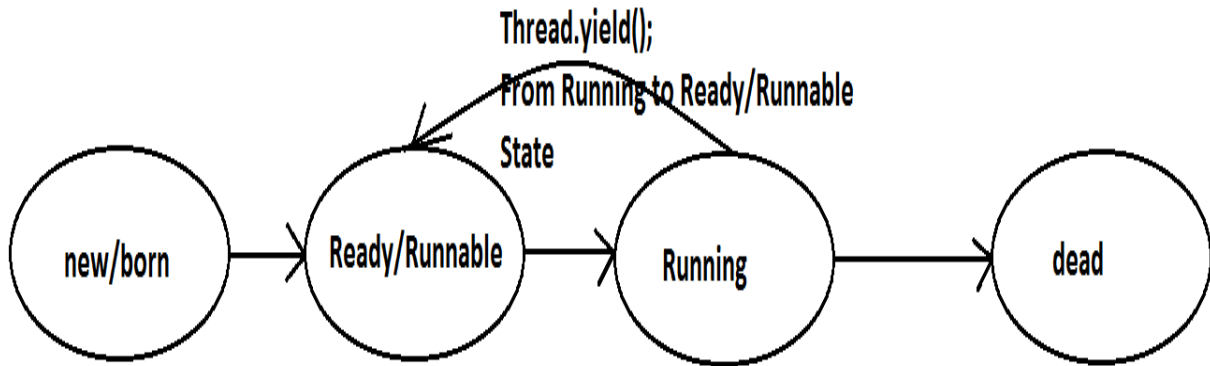 Thread.yield();
From Running to Ready/Runnable
State
new/born
Ready/Runnable
Running
dead